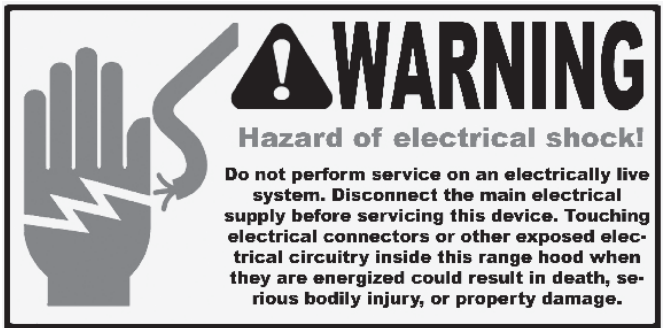 WARNING
Hazard of electrical shock!
Do not perform service on an electrically live
system. Disconnect the main electrical
supply before servicing this device. Touching
electrical connectors or other exposed elec-
trical circuitry inside this range hood when
they are energized could result in death, se-
rious bodily injury, or property damage.